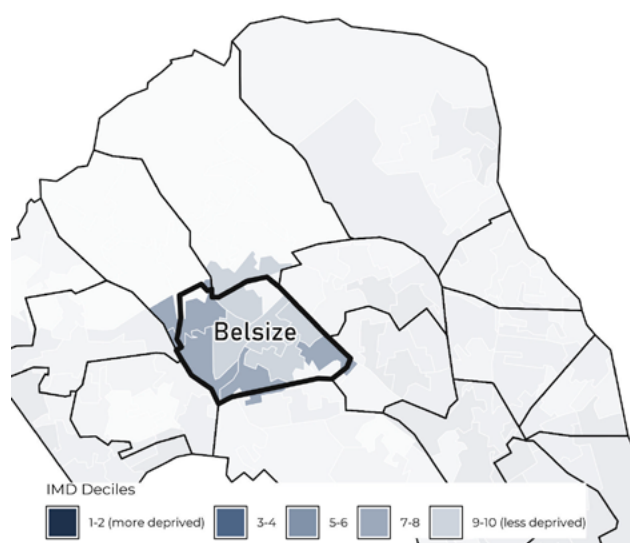 Belsize
IMD Deciles
1-2 (more deprived) 3-4 5-6 7-8 9-10 (less deprived)